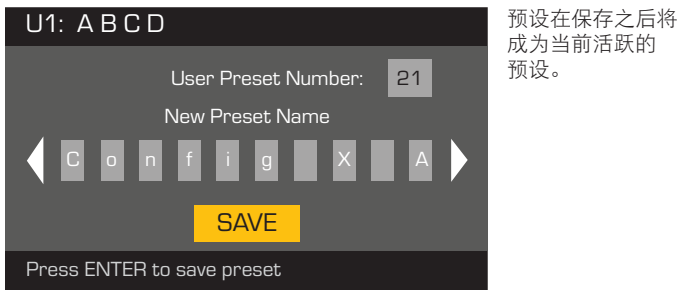 U1: A B C D
User Preset Number: 21
New Preset Name
C o n f i g X A
SAVE
Press ENTER to save preset
预设在保存之后将
成为当前活跃的
预设。